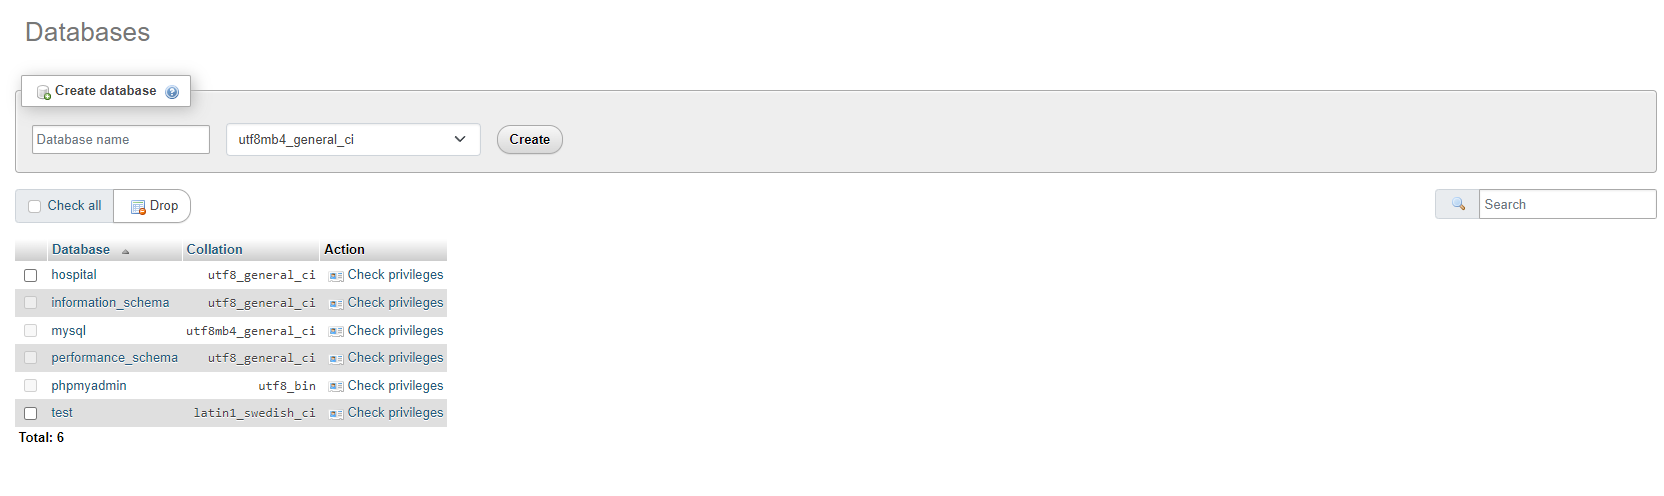 Databases
Create database
Database name utf8mb4_general_ci Create
Check all Drop Search
Database Collation Action
hospital utf8_general_ci Check privileges
information_schema utf8_general_ci Check privileges
mysql utf8mb4_general_ci Check privileges
performance_schema utf8_general_ci Check privileges
phpmyadmin utf8_bin Check privileges
test latin1_swedish_ci Check privileges
Total: 6